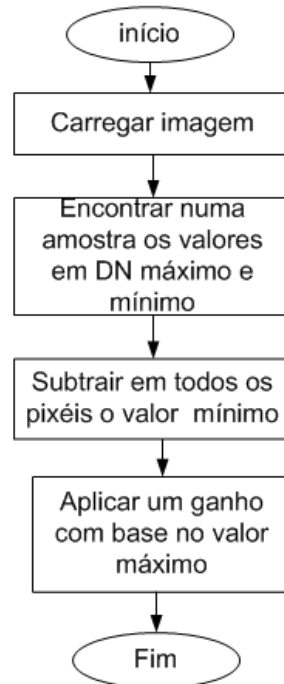 início
Carregar imagem
Encontrar numa
amostra os valores
em DN máximo e
mínimo
Subtrair em todos os
pixéis o valor  mínimo
Aplicar um ganho
com base no valor
máximo
Fim